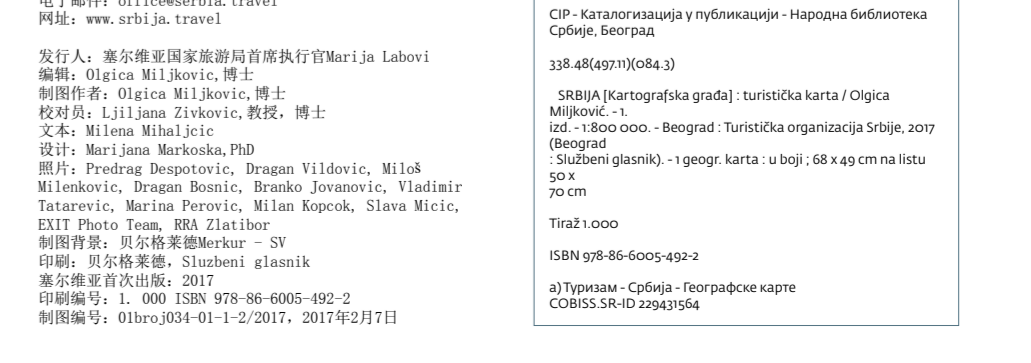 电子邮件: office@serbia.travel
网址: www.srbija.travel
发行人: 塞尔维亚国家旅游局首席执行官Marija Labovi
编辑: Olgica Miljkovic,博士
制图作者: Olgica Miljkovic,博士
校对员: Ljiljana Zivkovic,教授, 博士
文本: Milena Mihaljcic
设计: Marijana Markoska,PhD
照片: Predrag Despotovic, Dragan Vildovic, Miloš
Milenkovic, Dragan Bosnic, Branko Jovanovic, Vladimir
Tatarevic, Marina Perovic, Milan Kopcok, Slava Micic,
EXIT Photo Team, RRA Zlatibor
制图背景: 贝尔格莱德Merkur - SV
印刷: 贝尔格莱德, Sluzbeni glasnik
塞尔维亚首次出版: 2017
印刷编号: 1. 000 ISBN 978-86-6005-492-2
制图编号: 01broj034-01-1-2/2017, 2017年2月7日
CIP - Каталогизација у публикацији - Народна библиотека
Србије, Београд
338.48(497.11)(084.3)
SRBIJA [Kartografska građa] : turistička karta / Olgica
Miljković. - 1.
izd. - 1:800 000. - Beograd : Turistička organizacija Srbije, 2017
(Beograd
: Službeni glasnik). - 1 geogr. karta : u boji ; 68 x 49 cm na listu
50 x
70 cm
Tiraž 1.000
ISBN 978-86-6005-492-2
a) Туризам - Србија - Географске карте
COBISS.SR-ID 229431564